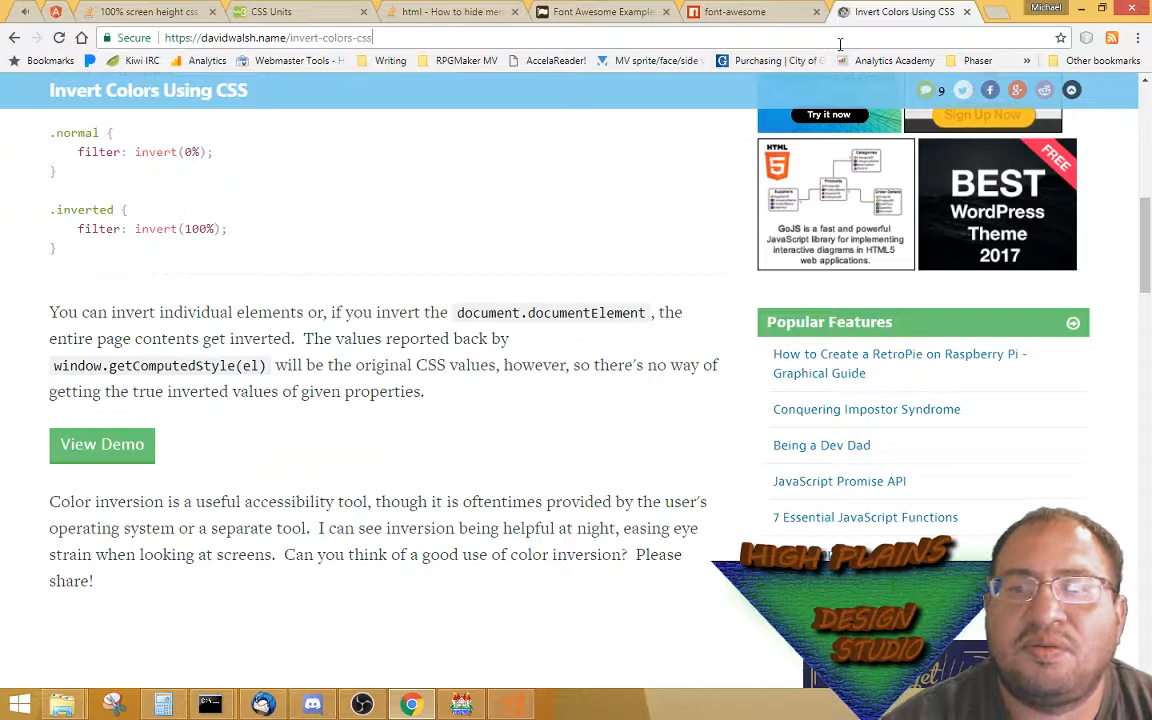 100% screen height css
CSS Units
html - How to hide men
Font Awesome Example
font-awesome
Invert Colors Using CSS
Michael
Secure
https://davidwalsh.name/invert-colors-css
Bookmarks
Kiwi IRC
Analytics
Webmaster Tools - H
Writing
RPGMaker MV
AccelaReader!
MV sprite/face/side
Purchasing | City of G
Analytics Academy
Phaser
»
Other bookmarks
Invert Colors Using CSS
9
.normal {
filter: invert(0%);
}
.inverted {
filter: invert(100%);
}
You can invert individual elements or, if you invert the document.documentElement, the
entire page contents get inverted. The values reported back by
window.getComputedStyle(el) will be the original CSS values, however, so there's no way of
getting the true inverted values of given properties.
View Demo
Color inversion is a useful accessibility tool, though it is oftentimes provided by the user's
operating system or a separate tool. I can see inversion being helpful at night, easing eye
strain when looking at screens. Can you think of a good use of color inversion? Please
share!
Try it now
Sign Up Now
HTML
5
Categories
Suppliers
Products
Order Details
GoJS is a fast and powerful
JavaScript library for implementing
interactive diagrams in HTML5
web applications.
FREE
BEST
WordPress
Theme
2017
Popular Features
How to Create a RetroPie on Raspberry Pi -
Graphical Guide
Conquering Impostor Syndrome
Being a Dev Dad
JavaScript Promise API
7 Essential JavaScript Functions
HIGH PLAINS
DESIGN
STUDIO